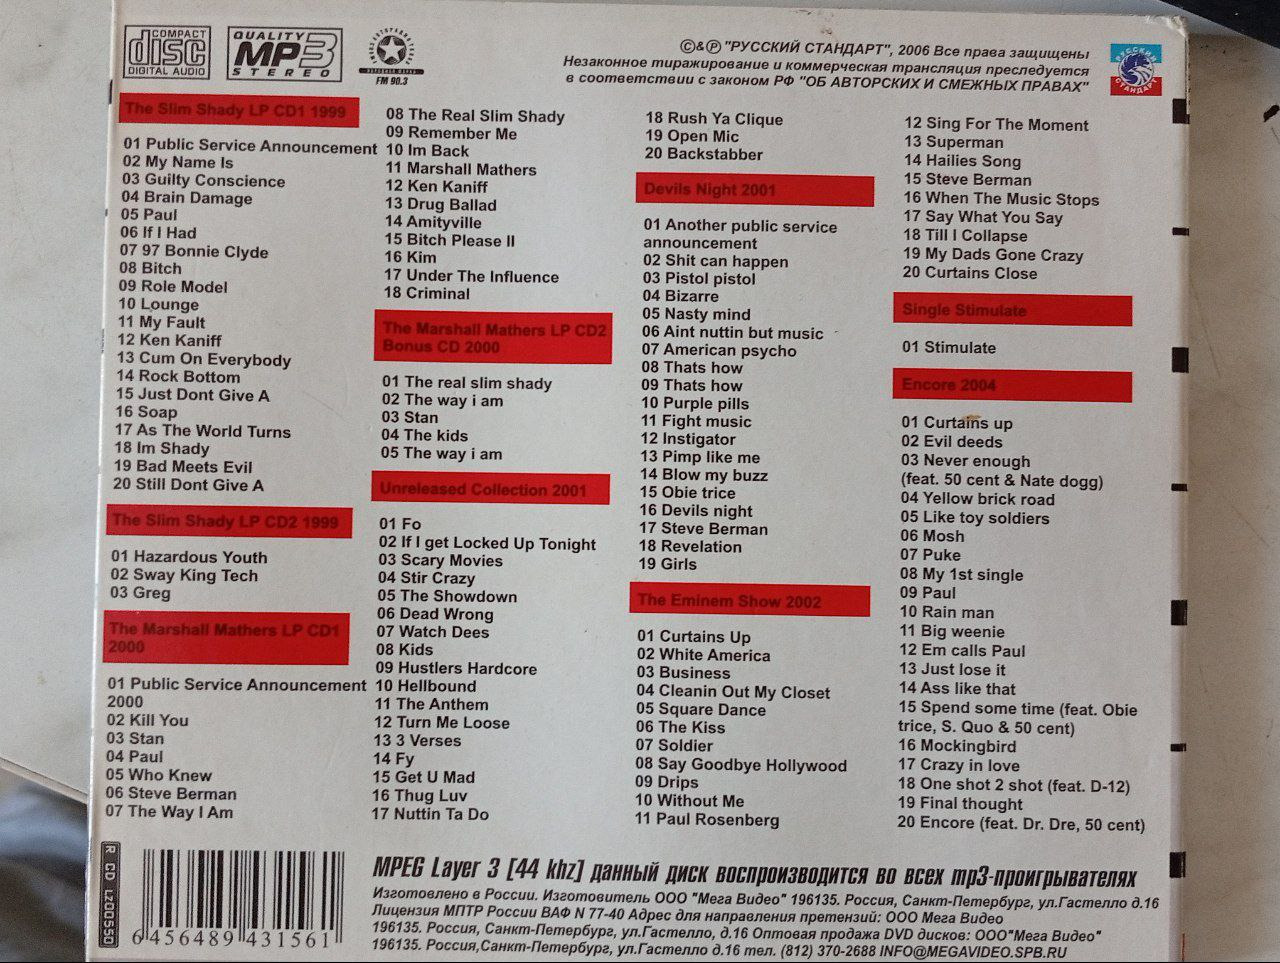 COMPACT
disc
DIGITAL AUDIO
QUALITY
MP3
STEREO
FM 90.3
©&℗ "РУССКИЙ СТАНДАРТ", 2006 Все права защищены
Незаконное тиражирование и коммерческая трансляция преследуется
в соответствии с законом РФ "ОБ АВТОРСКИХ И СМЕЖНЫХ ПРАВАХ"
РУССКИЙ
СТАНДАРТ
The Slim Shady LP CD1 1999
01 Public Service Announcement
02 My Name Is
03 Guilty Conscience
04 Brain Damage
05 Paul
06 If I Had
07 97 Bonnie Clyde
08 Bitch
09 Role Model
10 Lounge
11 My Fault
12 Ken Kaniff
13 Cum On Everybody
14 Rock Bottom
15 Just Dont Give A
16 Soap
17 As The World Turns
18 Im Shady
19 Bad Meets Evil
20 Still Dont Give A
The Slim Shady LP CD2 1999
01 Hazardous Youth
02 Sway King Tech
03 Greg
The Marshall Mathers LP CD1
2000
01 Public Service Announcement
2000
02 Kill You
03 Stan
04 Paul
05 Who Knew
06 Steve Berman
07 The Way I Am
08 The Real Slim Shady
09 Remember Me
10 Im Back
11 Marshall Mathers
12 Ken Kaniff
13 Drug Ballad
14 Amityville
15 Bitch Please II
16 Kim
17 Under The Influence
18 Criminal
The Marshall Mathers LP CD2
Bonus CD 2000
01 The real slim shady
02 The way i am
03 Stan
04 The kids
05 The way i am
Unreleased Collection 2001
01 Fo
02 If I get Locked Up Tonight
03 Scary Movies
04 Stir Crazy
05 The Showdown
06 Dead Wrong
07 Watch Dees
08 Kids
09 Hustlers Hardcore
10 Hellbound
11 The Anthem
12 Turn Me Loose
13 3 Verses
14 Fy
15 Get U Mad
16 Thug Luv
17 Nuttin Ta Do
18 Rush Ya Clique
19 Open Mic
20 Backstabber
Devils Night 2001
01 Another public service
announcement
02 Shit can happen
03 Pistol pistol
04 Bizarre
05 Nasty mind
06 Aint nuttin but music
07 American psycho
08 Thats how
09 Thats how
10 Purple pills
11 Fight music
12 Instigator
13 Pimp like me
14 Blow my buzz
15 Obie trice
16 Devils night
17 Steve Berman
18 Revelation
19 Girls
The Eminem Show 2002
01 Curtains Up
02 White America
03 Business
04 Cleanin Out My Closet
05 Square Dance
06 The Kiss
07 Soldier
08 Say Goodbye Hollywood
09 Drips
10 Without Me
11 Paul Rosenberg
12 Sing For The Moment
13 Superman
14 Hailies Song
15 Steve Berman
16 When The Music Stops
17 Say What You Say
18 Till I Collapse
19 My Dads Gone Crazy
20 Curtains Close
Single Stimulate
01 Stimulate
Encore 2004
01 Curtains up
02 Evil deeds
03 Never enough
(feat. 50 cent & Nate dogg)
04 Yellow brick road
05 Like toy soldiers
06 Mosh
07 Puke
08 My 1st single
09 Paul
10 Rain man
11 Big weenie
12 Em calls Paul
13 Just lose it
14 Ass like that
15 Spend some time (feat. Obie
trice, S. Quo & 50 cent)
16 Mockingbird
17 Crazy in love
18 One shot 2 shot (feat. D-12)
19 Final thought
20 Encore (feat. Dr. Dre, 50 cent)
R CD LZ00550
6 456489 431561
MPEG Layer 3 [44 khz] данный диск воспроизводится во всех mp3-проигрывателях
Изготовлено в России. Изготовитель ООО "Мега Видео" 196135. Россия, Санкт-Петербург, ул.Гастелло д.16
Лицензия МПТР России ВАФ N 77-40 Адрес для направления претензий: ООО Мега Видео
196135. Россия, Санкт-Петербург, ул.Гастелло, д.16 Оптовая продажа DVD дисков: ООО"Мега Видео"
196135. Россия,Санкт-Петербург, ул.Гастелло д.16 тел. (812) 370-2688 INFO@MEGAVIDEO.SPB.RU